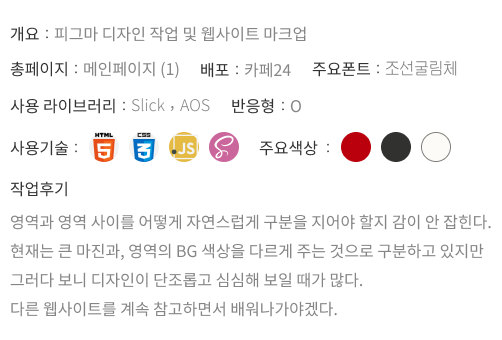 개요 : 피그마 디자인 작업 및 웹사이트 마크업
총페이지 : 메인페이지 (1) 배포 : 카페24 주요폰트 : 조선굴림체
사용 라이브러리 : Slick , AOS 반응형 : O
사용기술 : HTML 5 CSS 3 JS S 주요색상 :
작업후기
영역과 영역 사이를 어떻게 자연스럽게 구분을 지어야 할지 감이 안 잡힌다.
현재는 큰 마진과, 영역의 BG 색상을 다르게 주는 것으로 구분하고 있지만
그러다 보니 디자인이 단조롭고 심심해 보일 때가 많다.
다른 웹사이트를 계속 참고하면서 배워나가야겠다.